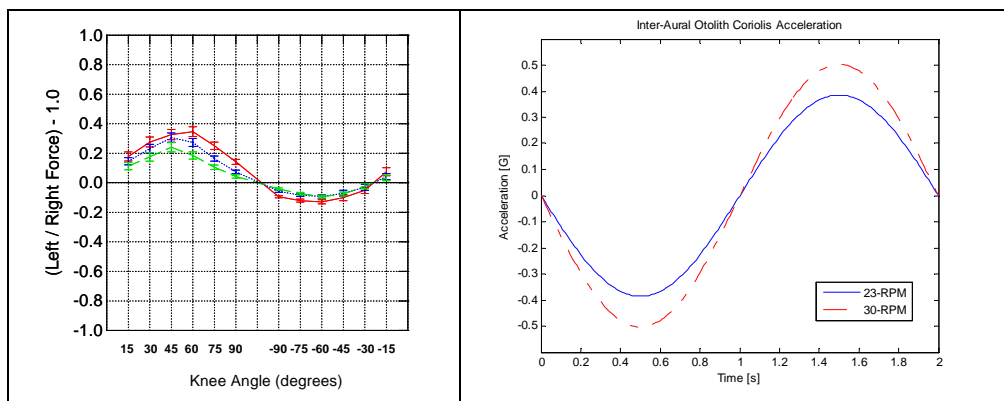 1.0
0.8
0.6
0.4
0.2
0.0
-0.2
-0.4
-0.6
-0.8
-1.0
(Left / Right Force) - 1.0
15 30 45 60 75 90 -90 -75 -60 -45 -30 -15
Knee Angle (degrees)
Inter-Aural Otolith Coriolis Acceleration
0.5
0.4
0.3
0.2
0.1
0
-0.1
-0.2
-0.3
-0.4
-0.5
Acceleration [G]
23-RPM
30-RPM
0 0.2 0.4 0.6 0.8 1 1.2 1.4 1.6 1.8 2
Time [s]